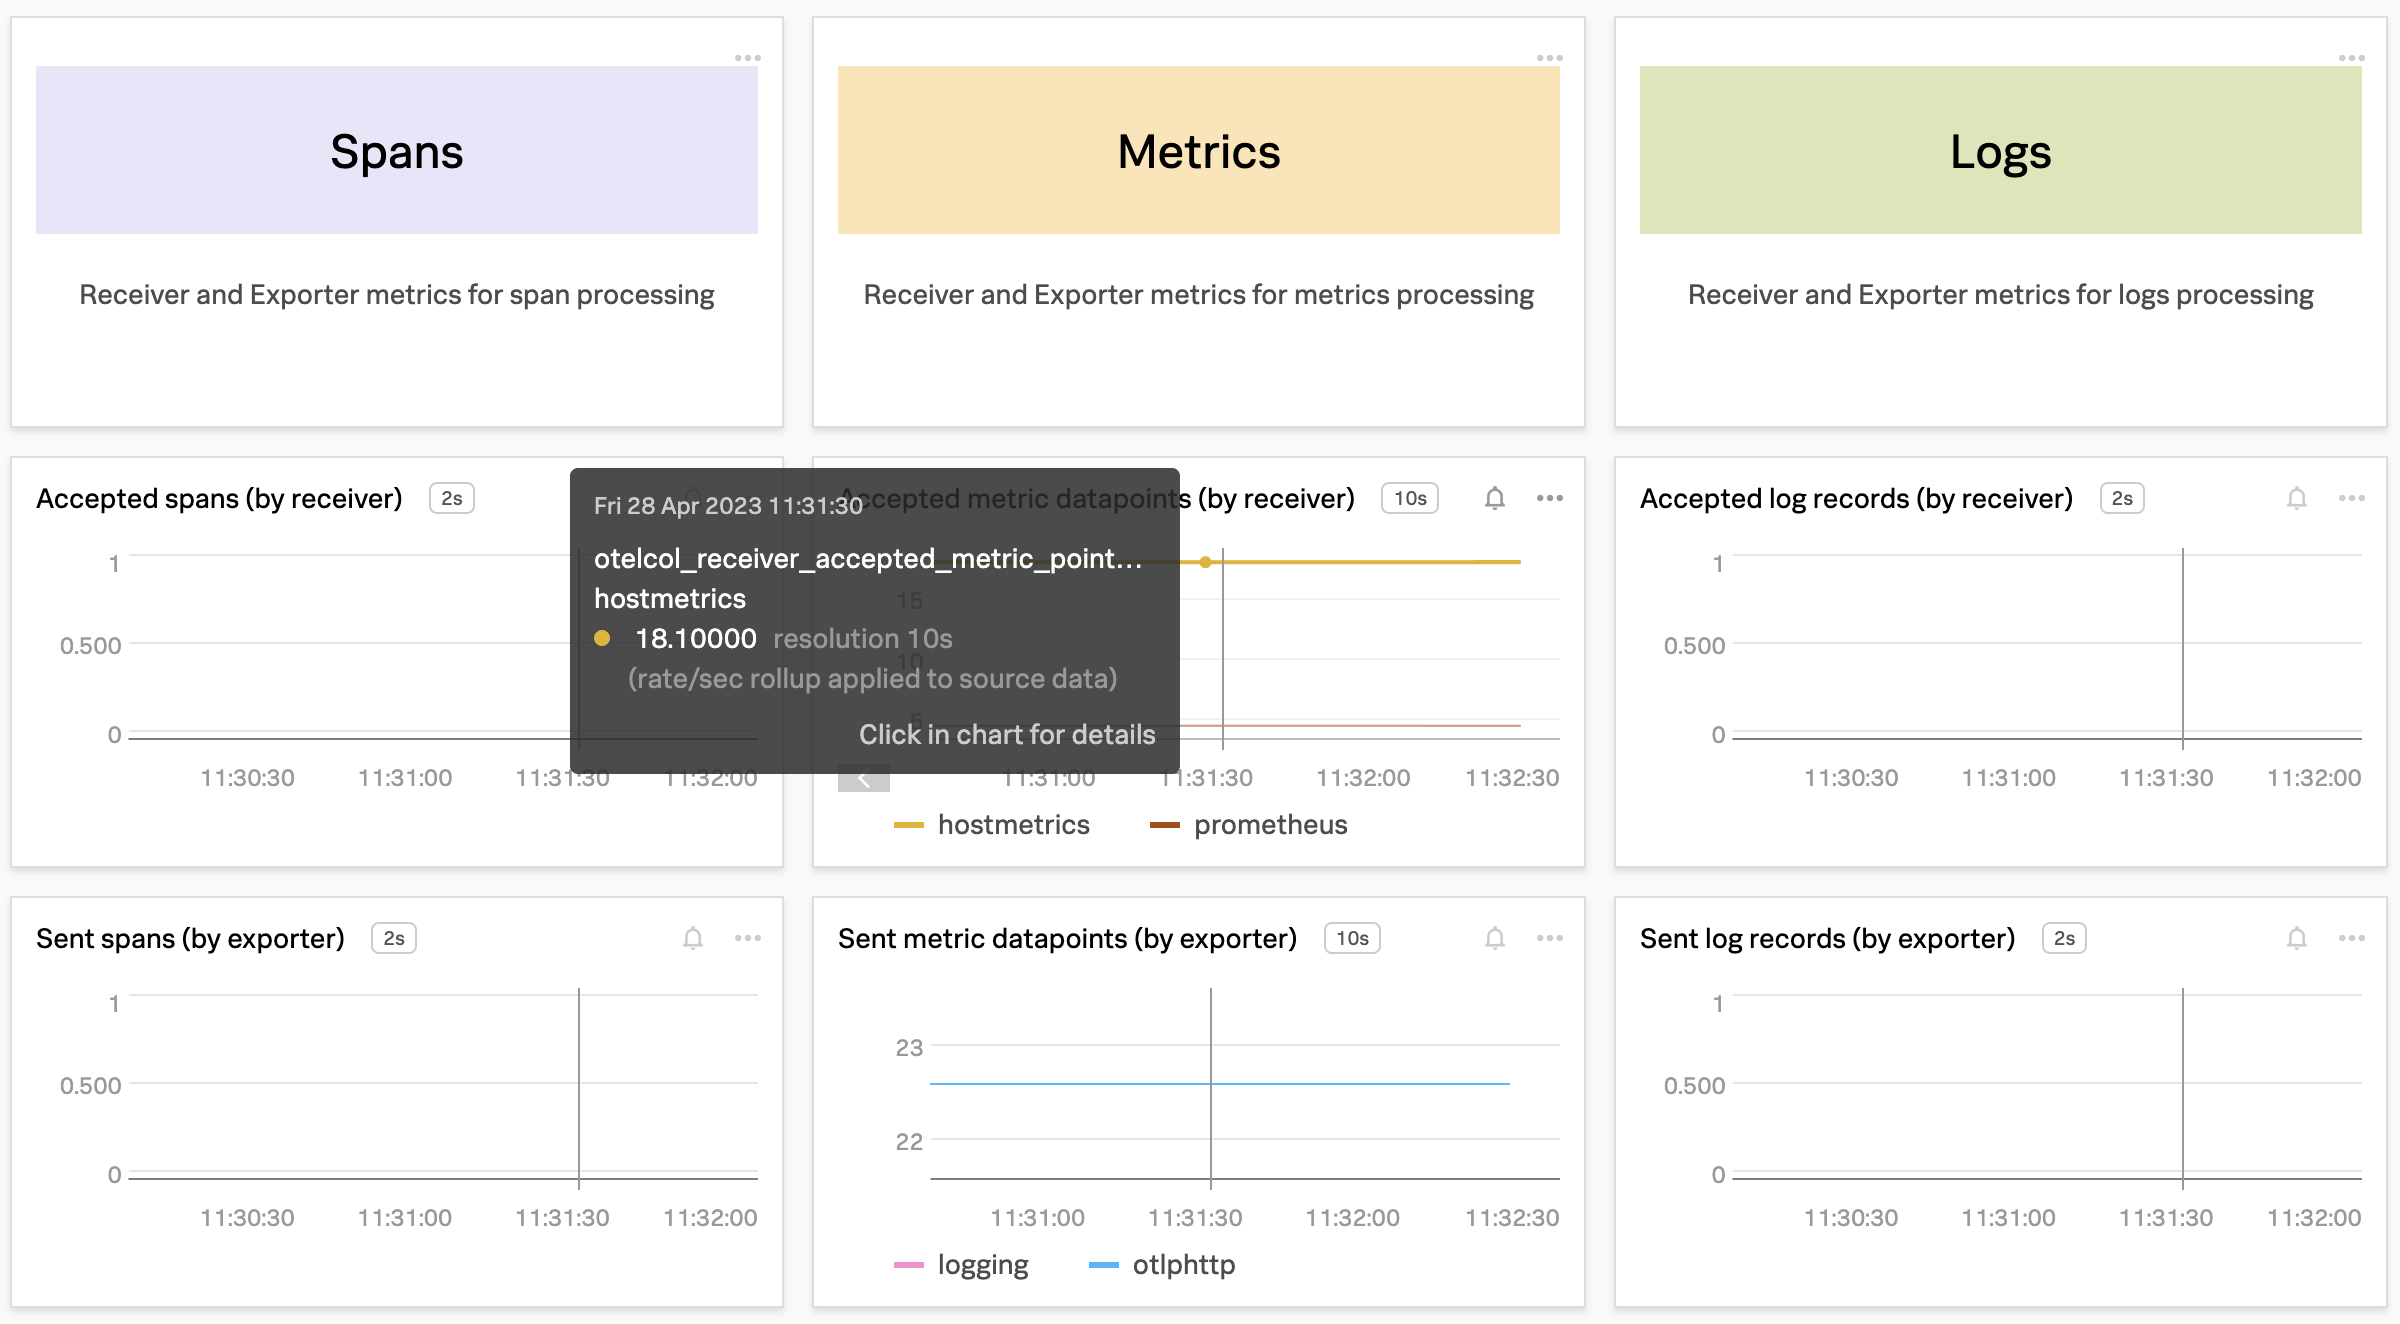 Spans
Receiver and Exporter metrics for span processing
Metrics
Receiver and Exporter metrics for metrics processing
Logs
Receiver and Exporter metrics for logs processing
Accepted spans (by receiver) 2s
1
0.500
0
11:30:30 11:31:00 11:31:30 11:32:00
Fri 28 Apr 2023 11:31:30
otelcol_receiver_accepted_metric_point...
hostmetrics
18.10000 resolution 10s
(rate/sec rollup applied to source data)
Click in chart for details
Accepted metric datapoints (by receiver) 10s
15
10
5
11:31:00 11:31:30 11:32:00 11:32:30
hostmetrics prometheus
Accepted log records (by receiver) 2s
1
0.500
0
11:30:30 11:31:00 11:31:30 11:32:00
Sent spans (by exporter) 2s
1
0.500
0
11:30:30 11:31:00 11:31:30 11:32:00
Sent metric datapoints (by exporter) 10s
23
22
11:31:00 11:31:30 11:32:00 11:32:30
logging otlphttp
Sent log records (by exporter) 2s
1
0.500
0
11:30:30 11:31:00 11:31:30 11:32:00